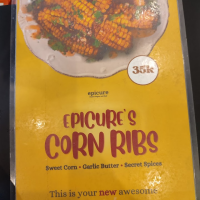 35k
epicure
EPICURE'S
CORN RIBS
Sweet Corn • Garlic Butter • Secret Spices
This is your new awesome